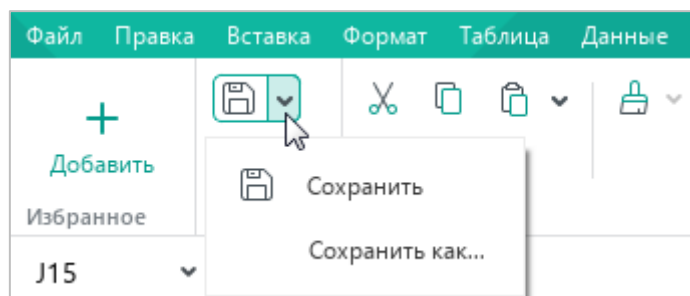 Файл Правка Вставка Формат Таблица Данные
Добавить
Сохранить
Избранное
Сохранить как...
J15